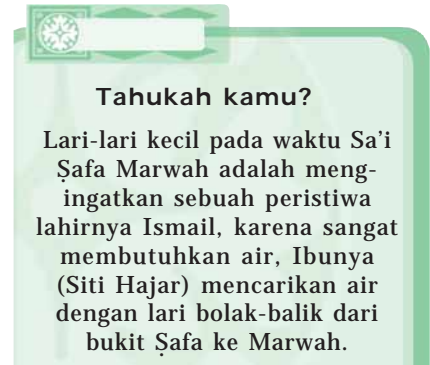 Tahukah kamu?
Lari-lari kecil pada waktu Sa’i
Ṣafa Marwah adalah meng-
ingatkan sebuah peristiwa
lahirnya Ismail, karena sangat
membutuhkan air, Ibunya
(Siti Hajar) mencarikan air
dengan lari bolak-balik dari
bukit Ṣafa ke Marwah.